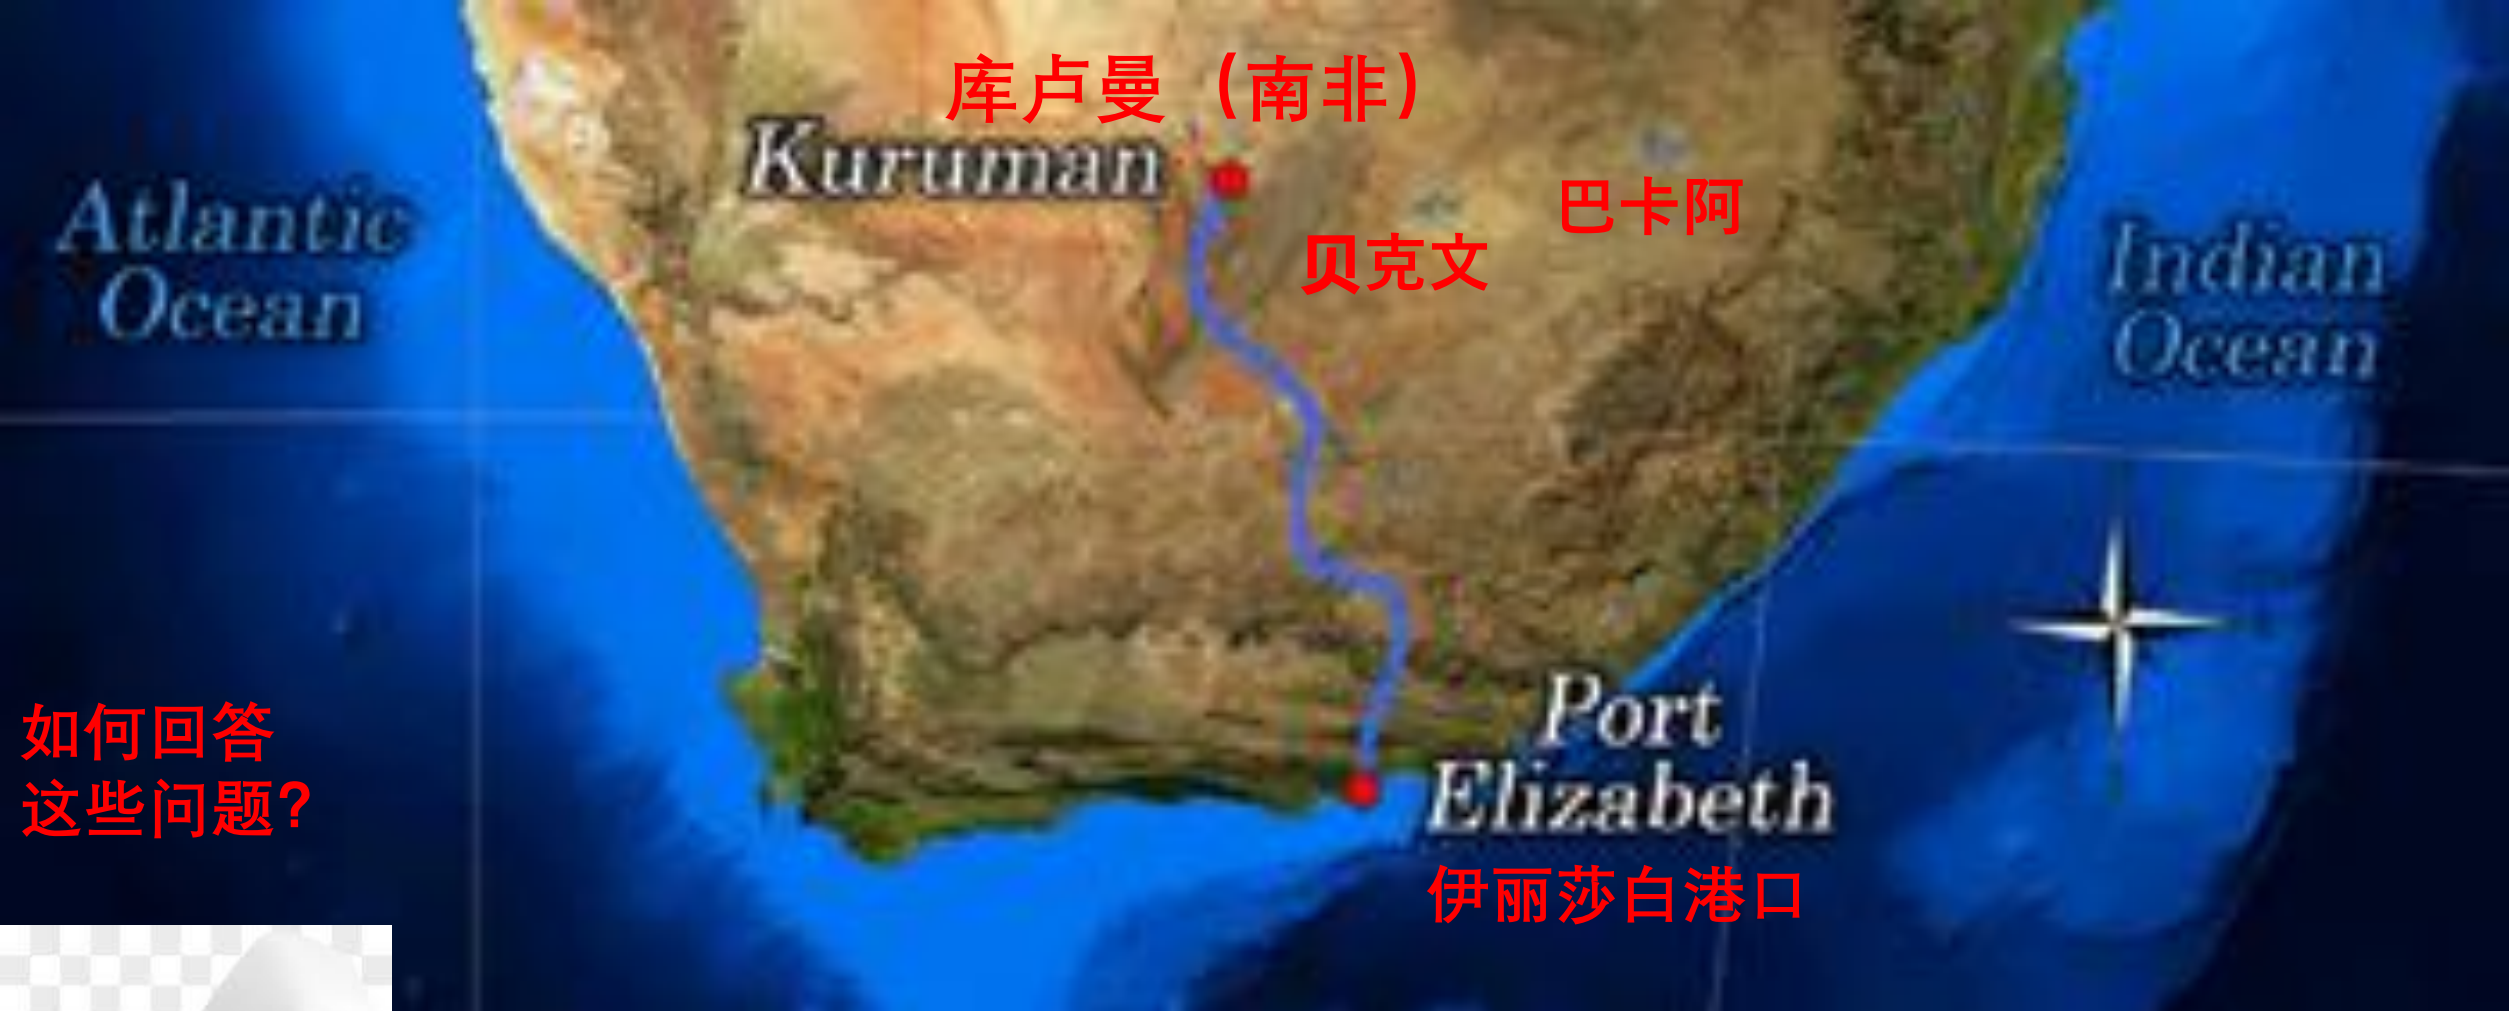 库卢曼（南非）
Kuruman
Atlantic
Ocean
巴卡阿
贝克文
Indian
Ocean
如何回答
这些问题?
Port
Elizabeth
伊丽莎白港口